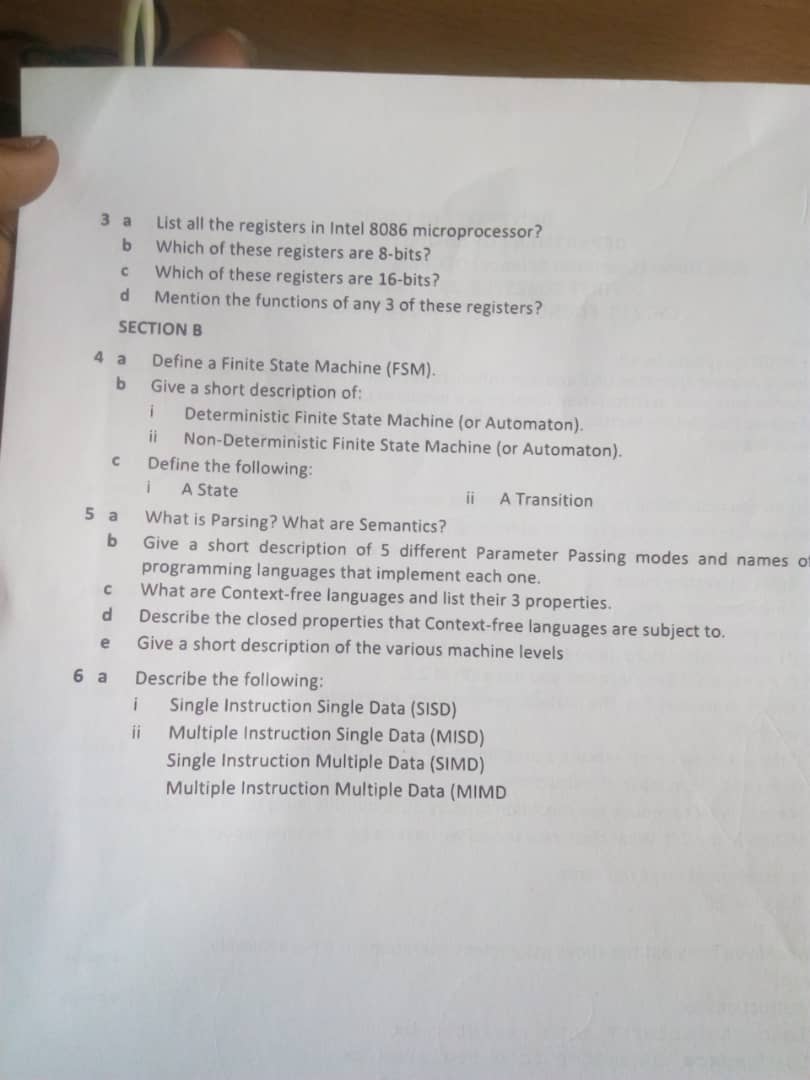 3 a List all the registers in Intel 8086 microprocessor?
b Which of these registers are 8-bits?
c Which of these registers are 16-bits?
d Mention the functions of any 3 of these registers?
SECTION B
4 a Define a Finite State Machine (FSM).
b Give a short description of:
i Deterministic Finite State Machine (or Automaton).
ii Non-Deterministic Finite State Machine (or Automaton).
c Define the following:
i A State ii A Transition
5 a What is Parsing? What are Semantics?
b Give a short description of 5 different Parameter Passing modes and names of
programming languages that implement each one.
c What are Context-free languages and list their 3 properties.
d Describe the closed properties that Context-free languages are subject to.
e Give a short description of the various machine levels
6 a Describe the following:
i Single Instruction Single Data (SISD)
ii Multiple Instruction Single Data (MISD)
Single Instruction Multiple Data (SIMD)
Multiple Instruction Multiple Data (MIMD